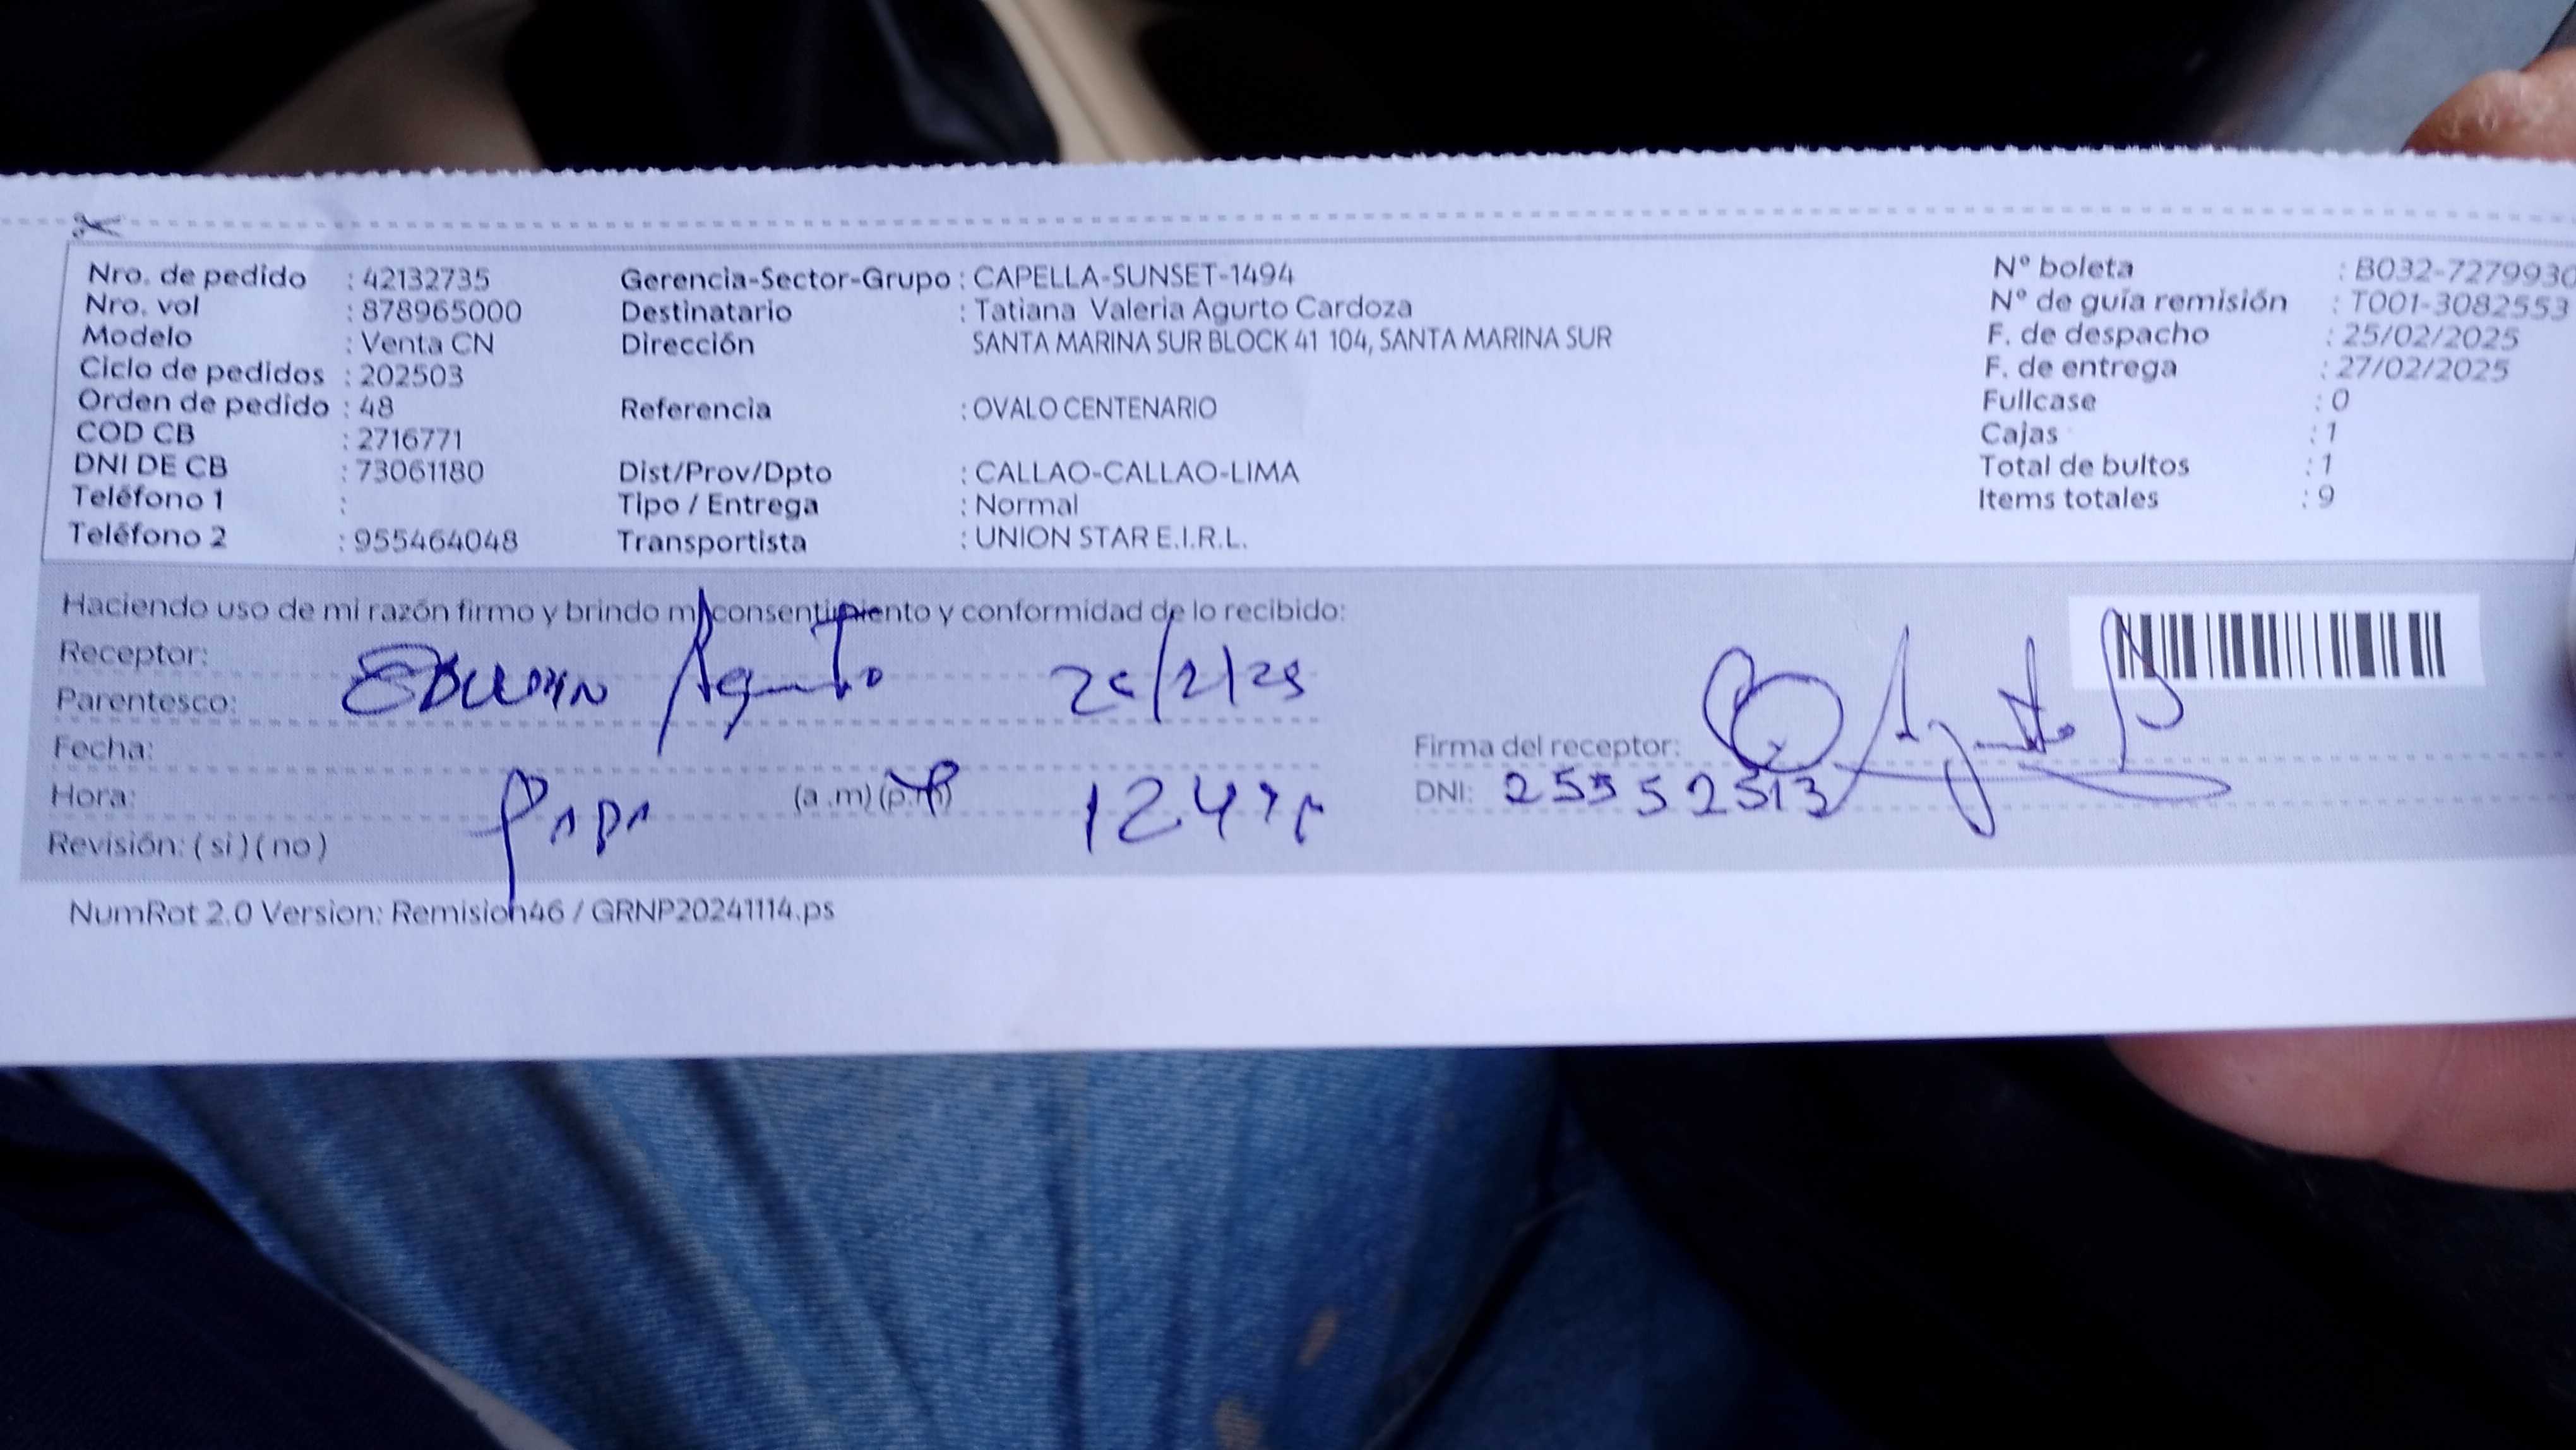 Nro. de pedido : 42132735 Gerencia-Sector-Grupo : CAPELLA-SUNSET-1494 N° boleta : B032-7279930
Nro. vol : 878965000 Destinatario : Tatiana Valeria Agurto Cardoza N° de guía remisión : T001-3082553
Modelo : Venta CN Dirección SANTA MARINA SUR BLOCK 41 104, SANTA MARINA SUR F. de despacho : 25/02/2025
Ciclo de pedidos : 202503 F. de entrega : 27/02/2025
Orden de pedido : 48 Referencia : OVALO CENTENARIO Fullcase : 0
COD CB : 2716771 Cajas : 1
DNI DE CB : 73061180 Dist/Prov/Dpto : CALLAO-CALLAO-LIMA Total de bultos : 1
Teléfono 1 : Tipo / Entrega : Normal Items totales : 9
Teléfono 2 : 955464048 Transportista : UNION STAR E.I.R.L.
Haciendo uso de mi razón firmo y brindo mi consentimiento y conformidad de lo recibido:
Receptor:
Parentesco: Agurto
Fecha: Firma del receptor: Agurto
Hora: PAPA (a .m) (p.m) DNI: 25552513
Revisión: ( si ) ( no )
NumRot 2.0 Version: Remision46 / GRNP20241114.ps